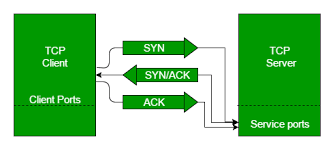 TCP
Client
Client Ports
SYN
SYN/ACK
ACK
TCP
Server
Service ports